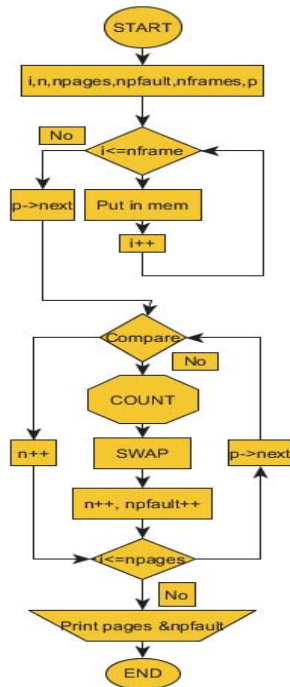 START
i,n,npages,npfault,nframes,p
No
i<=nframe
p->next
Put in mem
i++
Compare
No
COUNT
n++
SWAP
p->next
n++, npfault++
i<=npages
No
Print pages &npfault
END